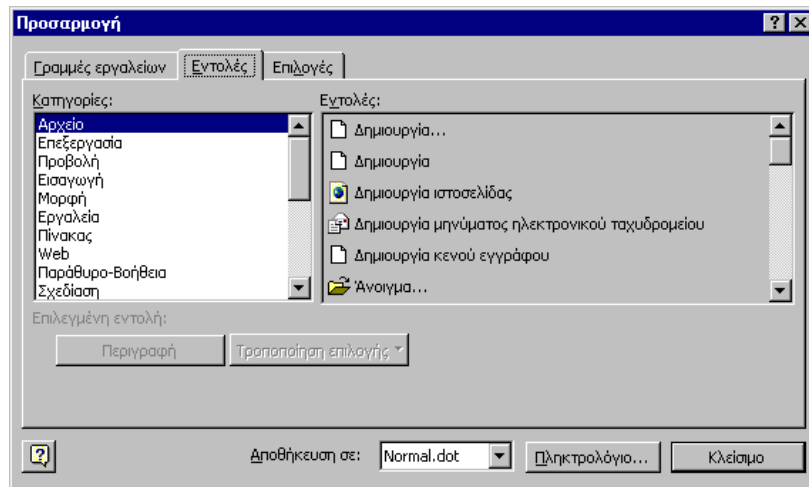 Προσαρμογή
Γραμμές εργαλείων Εντολές Επιλογές
Κατηγορίες:
Αρχείο
Επεξεργασία
Προβολή
Εισαγωγή
Μορφή
Εργαλεία
Πίνακας
Web
Παράθυρο-Βοήθεια
Σχεδίαση
Εντολές:
Δημιουργία...
Δημιουργία
Δημιουργία ιστοσελίδας
Δημιουργία μηνύματος ηλεκτρονικού ταχυδρομείου
Δημιουργία κενού εγγράφου
Άνοιγμα...
Επιλεγμένη εντολή:
Περιγραφή Τροποποίηση επιλογής
Αποθήκευση σε: Normal.dot Πληκτρολόγιο... Κλείσιμο